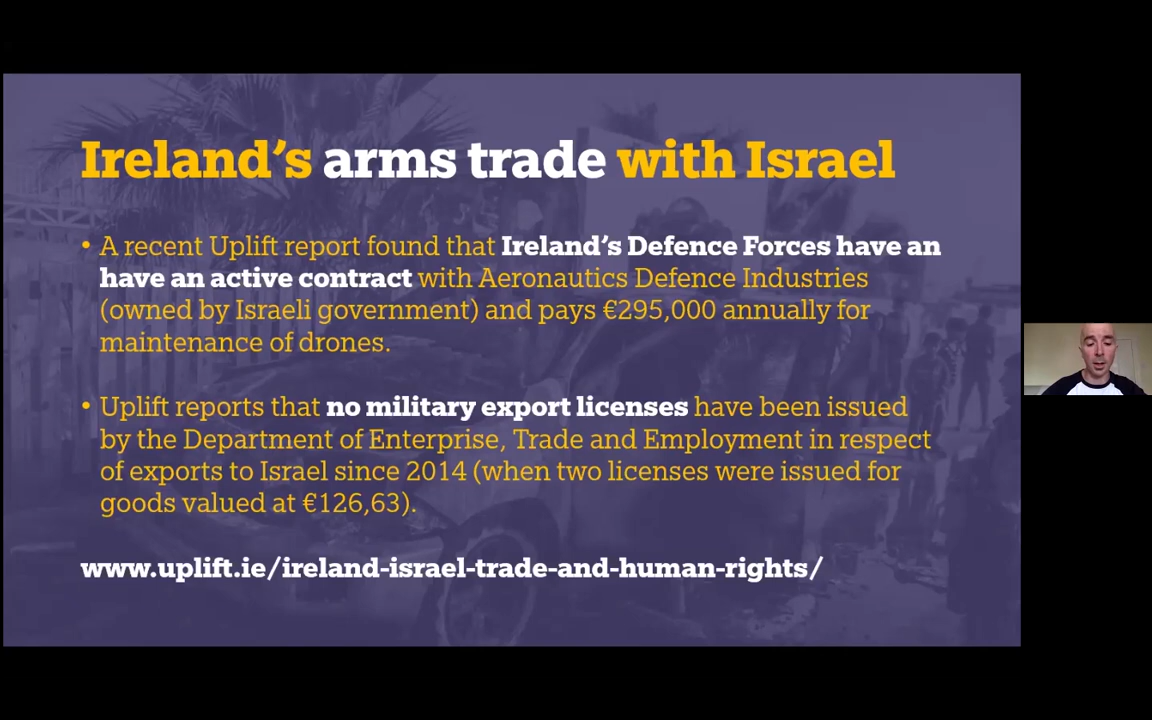 Ireland's arms trade with Israel
• A recent Uplift report found that Ireland's Defence Forces have an
have an active contract with Aeronautics Defence Industries
(owned by Israeli government) and pays €295,000 annually for
maintenance of drones.
• Uplift reports that no military export licenses have been issued
by the Department of Enterprise, Trade and Employment in respect
of exports to Israel since 2014 (when two licenses were issued for
goods valued at €126,63).
www.uplift.ie/ireland-israel-trade-and-human-rights/